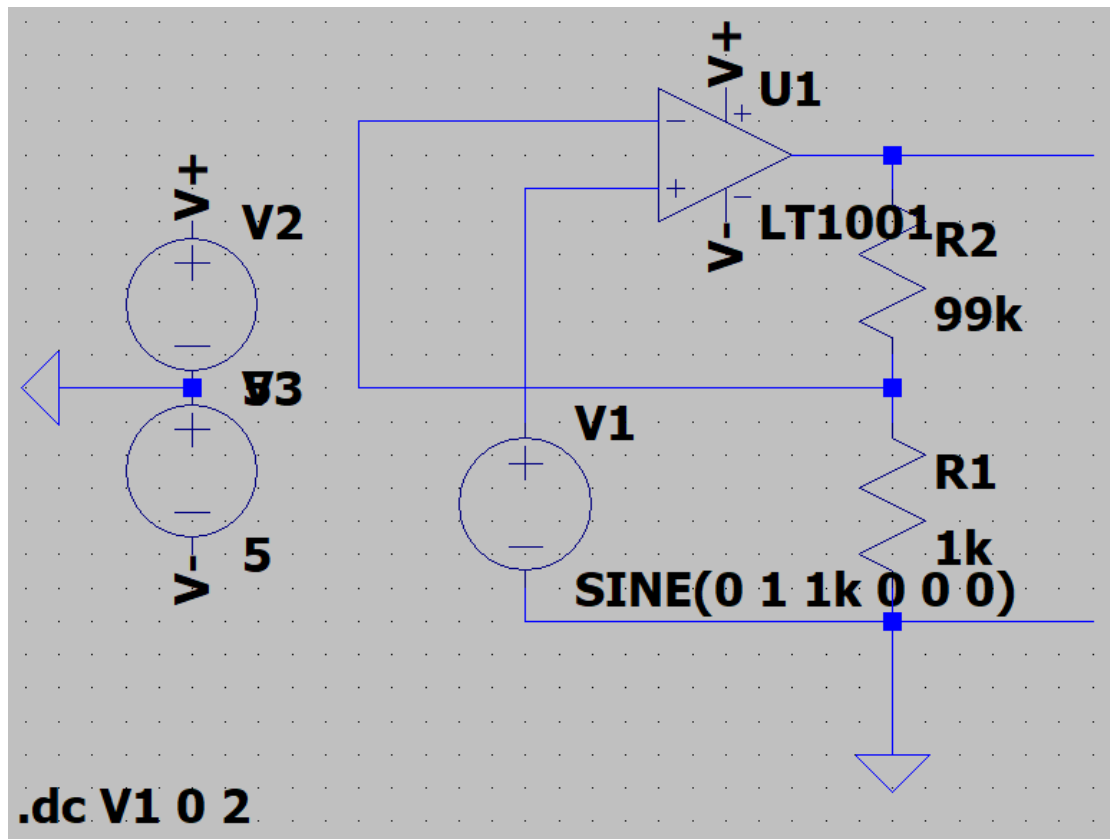 V+
U1
V+
V2
LT1001
V-
R2
99k
V3
V1
R1
1k
5
V-
SINE(0 1 1k 0 0 0)
.dc V1 0 2